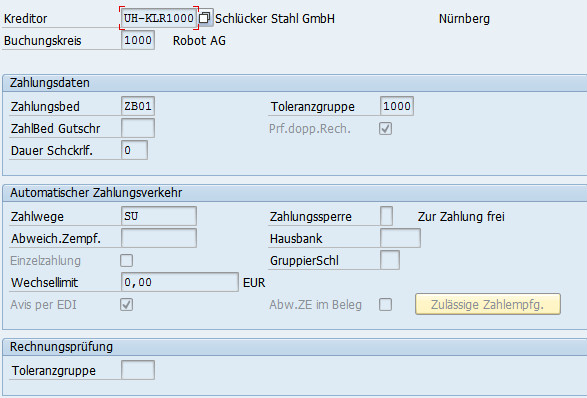 Kreditor UH-KLR1000 Schlücker Stahl GmbH Nürnberg
Buchungskreis 1000 Robot AG
Zahlungsdaten
Zahlungsbed ZB01 Toleranzgruppe 1000
ZahlBed Gutschr Prf.dopp.Rech.
Dauer Schckrlf. 0
Automatischer Zahlungsverkehr
Zahlwege SU Zahlungssperre Zur Zahlung frei
Abweich.Zempf. Hausbank
Einzelzahlung GruppierSchl
Wechsellimit 0,00 EUR
Avis per EDI Abw.ZE im Beleg Zulässige Zahlempfg.
Rechnungsprüfung
Toleranzgruppe